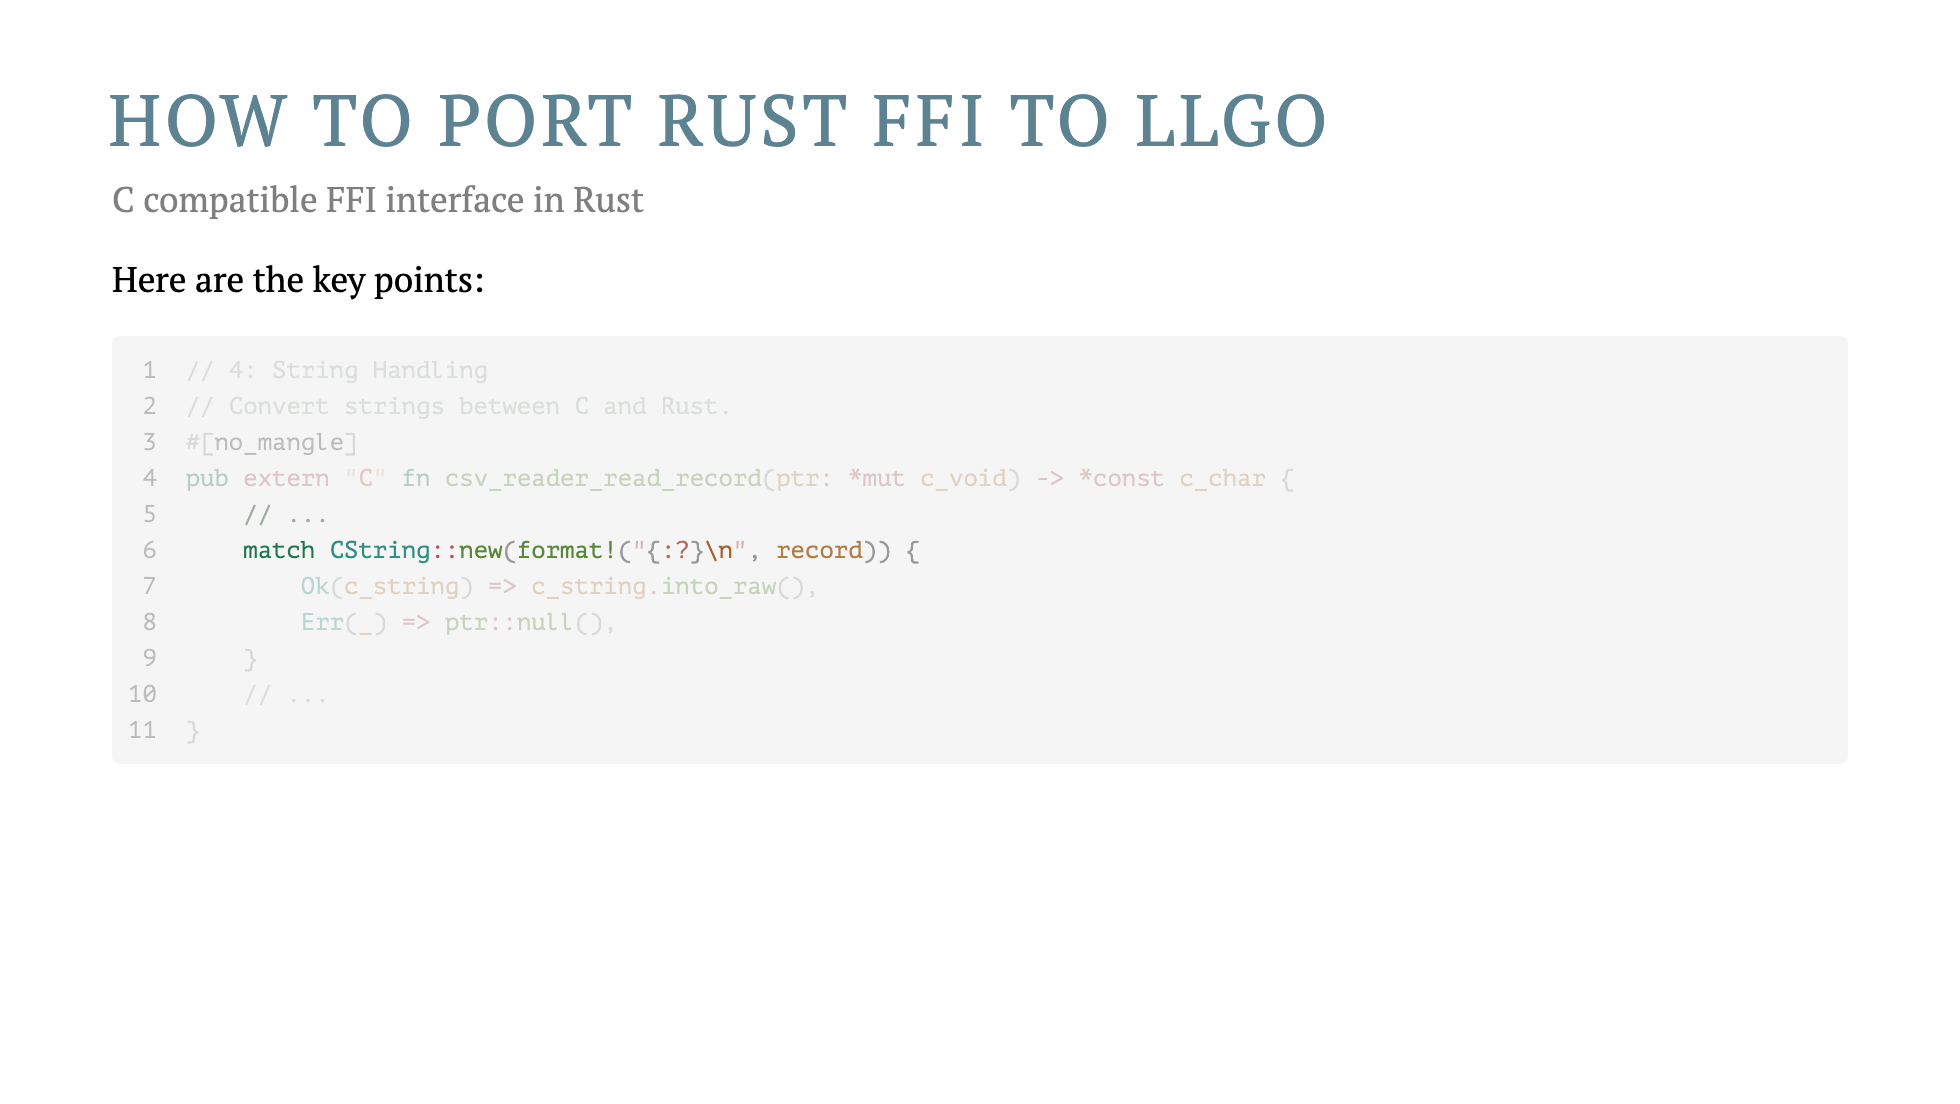 HOW TO PORT RUST FFI TO LLGO
C compatible FFI interface in Rust
Here are the key points:
1 // 4: String Handling
2 // Convert strings between C and Rust.
3 #[no_mangle]
4 pub extern "C" fn csv_reader_read_record(ptr: *mut c_void) -> *const c_char {
5     // ...
6     match CString::new(format!("{:?}\n", record)) {
7         Ok(c_string) => c_string.into_raw(),
8         Err(_) => ptr::null(),
9     }
10     // ...
11 }